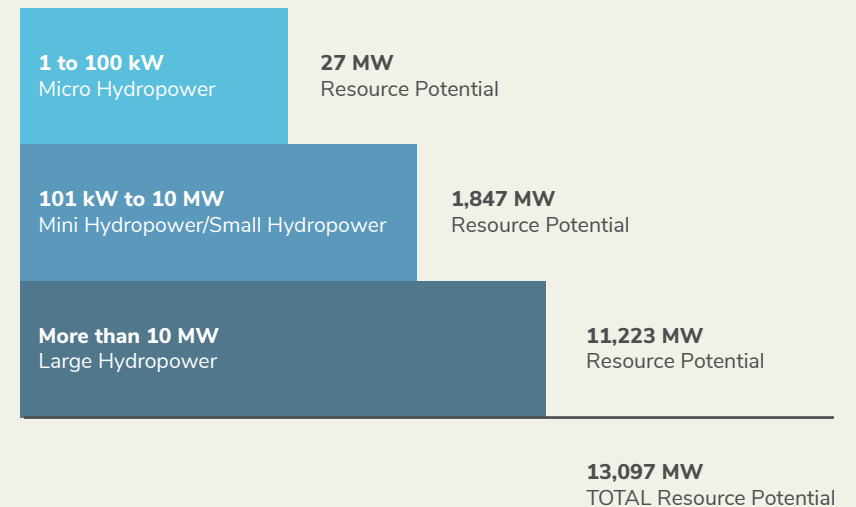 1 to 100 kW
Micro Hydropower
27 MW
Resource Potential
101 kW to 10 MW
Mini Hydropower/Small Hydropower
1,847 MW
Resource Potential
More than 10 MW
Large Hydropower
11,223 MW
Resource Potential
13,097 MW
TOTAL Resource Potential